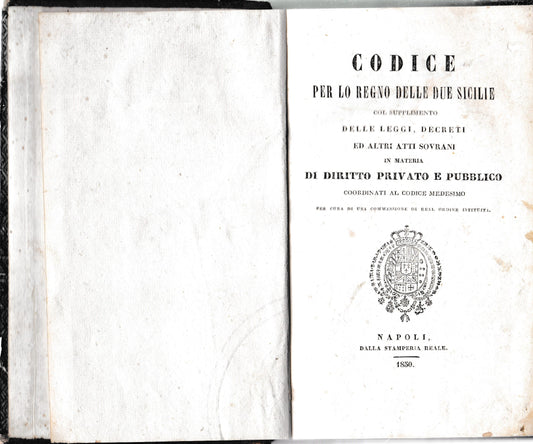 CODICE
PER LO REGNO DELLE DUE SICILIE
COL SUPPLIMENTO
DELLE LEGGI, DECRETI
ED ALTRI ATTI SOVRANI
IN MATERIA
DI DIRITTO PRIVATO E PUBBLICO
COORDINATI AL CODICE MEDESIMO
PER CURA DI UNA COMMESSIONE DI REAL ORDINE ISTITUITA.
NAPOLI,
DALLA STAMPERIA REALE.
1850.